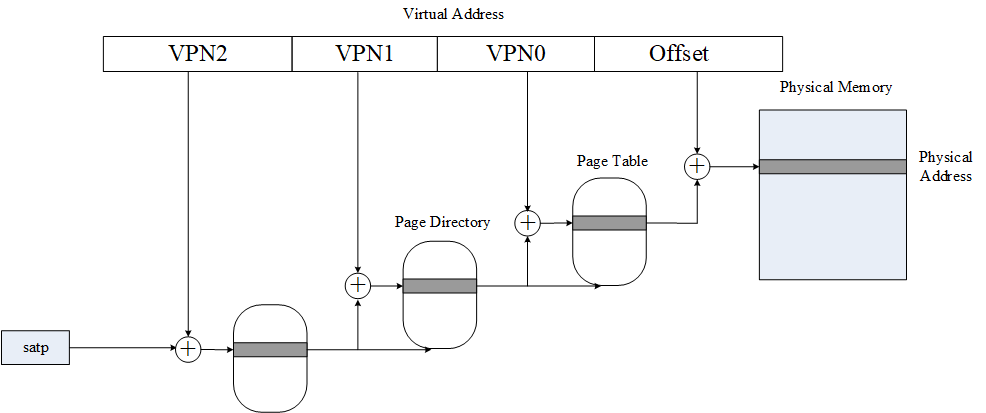 Virtual Address
VPN2 VPN1 VPN0 Offset
Physical Memory
Page Table
Physical
Address
Page Directory
satp